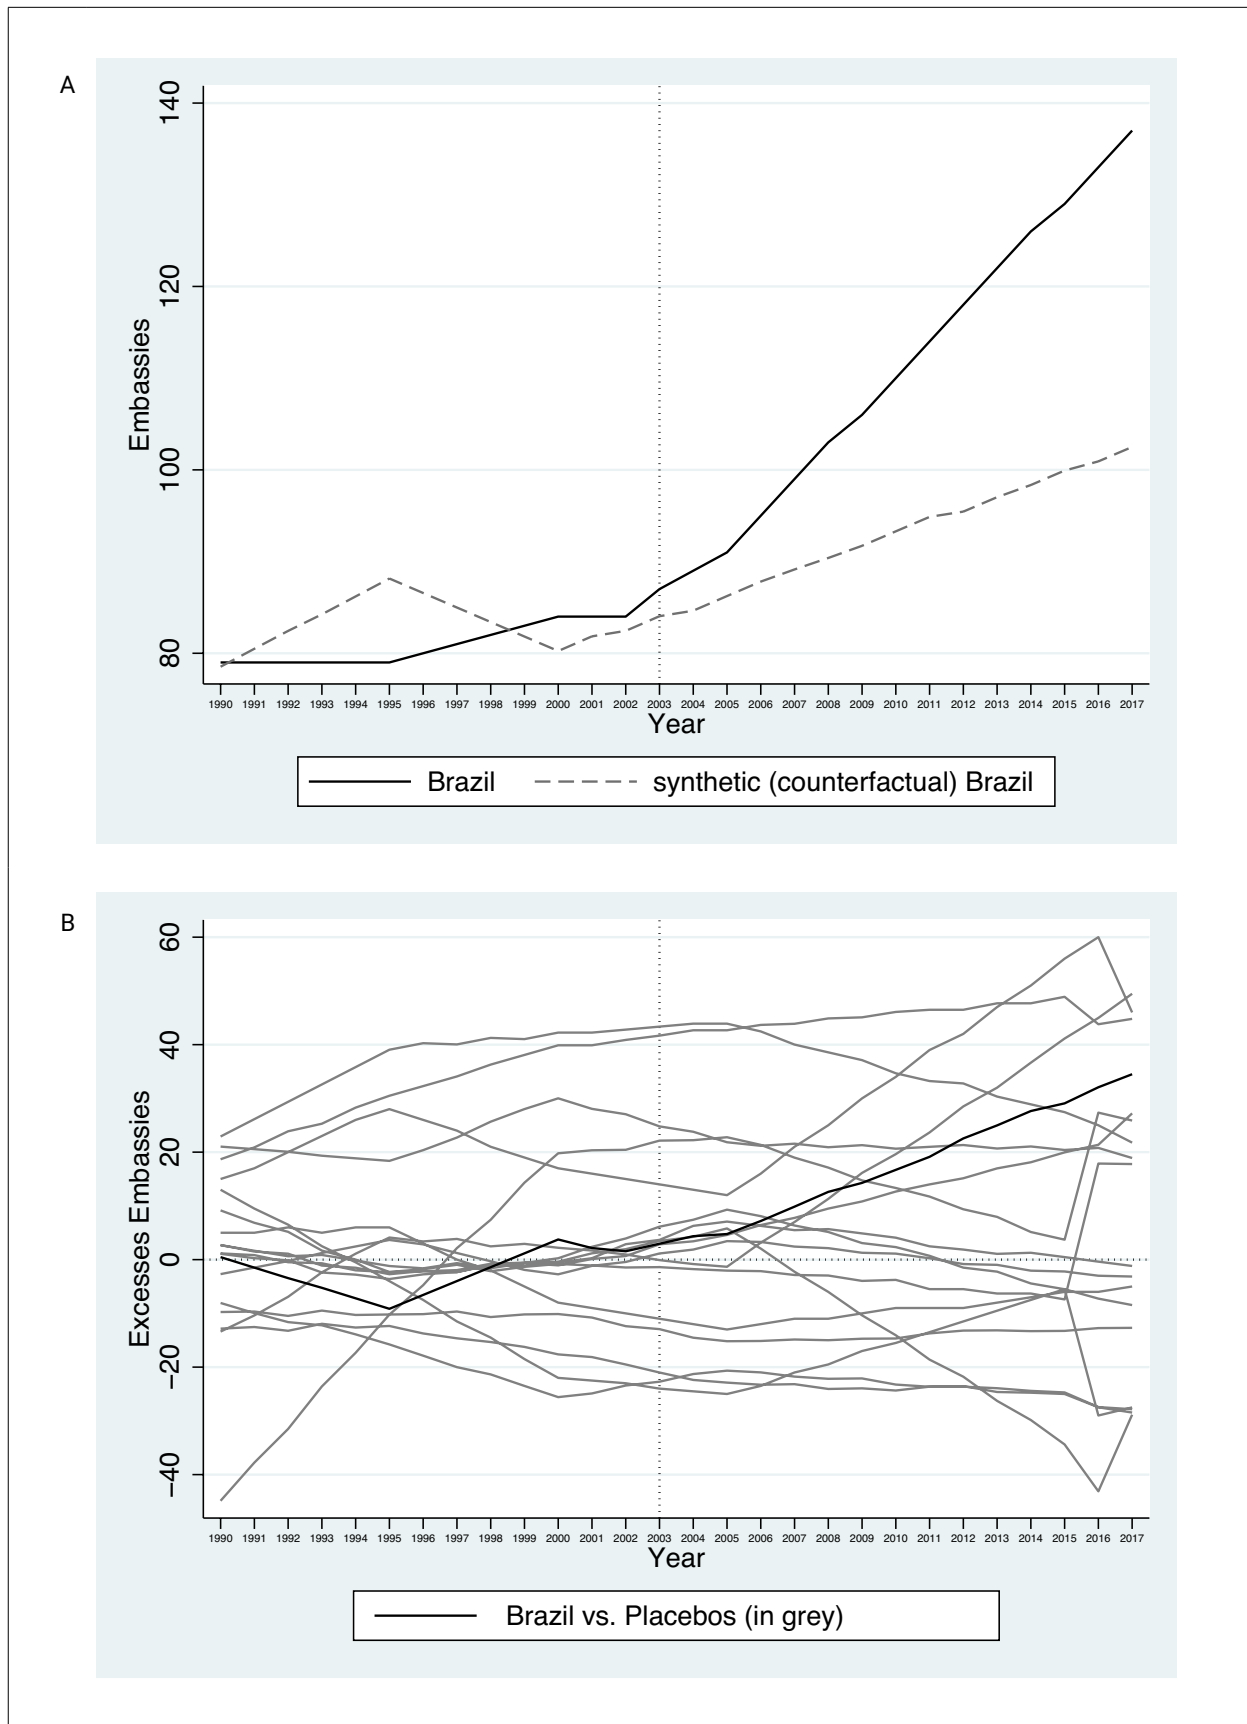 A
140
120
100
80
Embassies
1990 1991 1992 1993 1994 1995 1996 1997 1998 1999 2000 2001 2002 2003 2004 2005 2006 2007 2008 2009 2010 2011 2012 2013 2014 2015 2016 2017
Year
Brazil synthetic (counterfactual) Brazil
B
60
40
20
0
−20
−40
Excesses Embassies
1990 1991 1992 1993 1994 1995 1996 1997 1998 1999 2000 2001 2002 2003 2004 2005 2006 2007 2008 2009 2010 2011 2012 2013 2014 2015 2016 2017
Year
Brazil vs. Placebos (in grey)